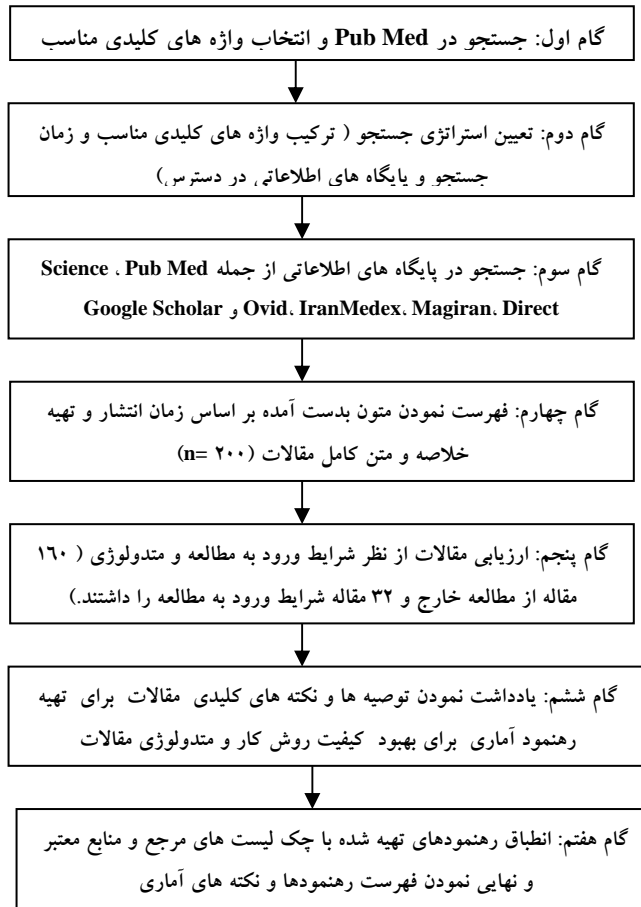 گام اول: جستجو در Pub Med و انتخاب واژه های کلیدی مناسب
گام دوم: تعیین استراتژی جستجو ( ترکیب واژه های کلیدی مناسب و زمان
جستجو و پایگاه های اطلاعاتی در دسترس)
گام سوم: جستجو در پایگاه های اطلاعاتی از جمله Pub Med، Science
Direct، Magiran، IranMedex، Ovid و Google Scholar
گام چهارم: فهرست نمودن متون بدست آمده بر اساس زمان انتشار و تهیه
خلاصه و متن کامل مقالات (n= ۲۰۰)
گام پنجم: ارزیابی مقالات از نظر شرایط ورود به مطالعه و متدولوژی ( ۱۶۰
مقاله از مطالعه خارج و ۳۲ مقاله شرایط ورود به مطالعه را داشتند.)
گام ششم: یادداشت نمودن توصیه ها و نکته های کلیدی مقالات برای تهیه
رهنمود آماری برای بهبود کیفیت روش کار و متدولوژی مقالات
گام هفتم: انطباق رهنمودهای تهیه شده با چک لیست های مرجع و منابع معتبر
و نهایی نمودن فهرست رهنمودها و نکته های آماری